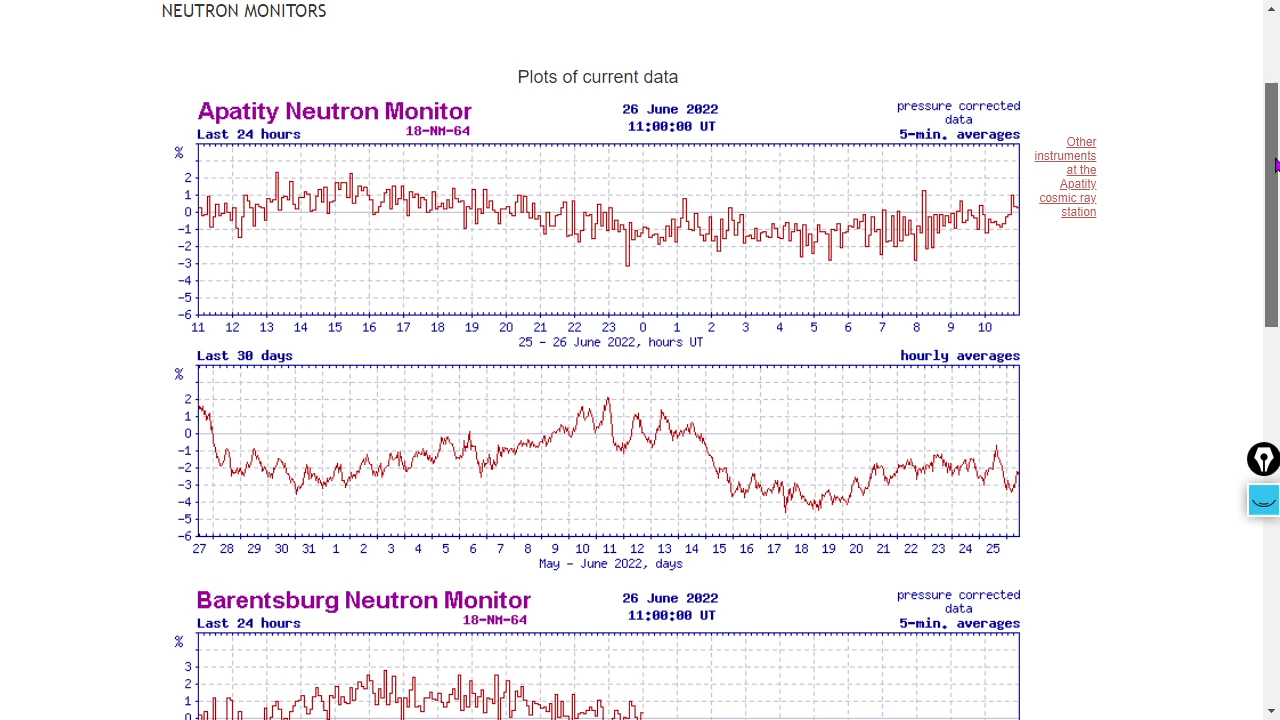 NEUTRON MONITORS
Plots of current data
Apatity Neutron Monitor
18-NM-64
26 June 2022
11:00:00 UT
pressure corrected
data
Last 24 hours
5-min. averages
%
2
1
0
-1
-2
-3
-4
-5
-6
11 12 13 14 15 16 17 18 19 20 21 22 23 0 1 2 3 4 5 6 7 8 9 10
25 - 26 June 2022, hours UT
Other
instruments
at the
Apatity
cosmic ray
station
Last 30 days
hourly averages
%
2
1
0
-1
-2
-3
-4
-5
-6
27 28 29 30 31 1 2 3 4 5 6 7 8 9 10 11 12 13 14 15 16 17 18 19 20 21 22 23 24 25
May - June 2022, days
Barentsburg Neutron Monitor
18-NM-64
26 June 2022
11:00:00 UT
pressure corrected
data
Last 24 hours
5-min. averages
%
3
2
1
0